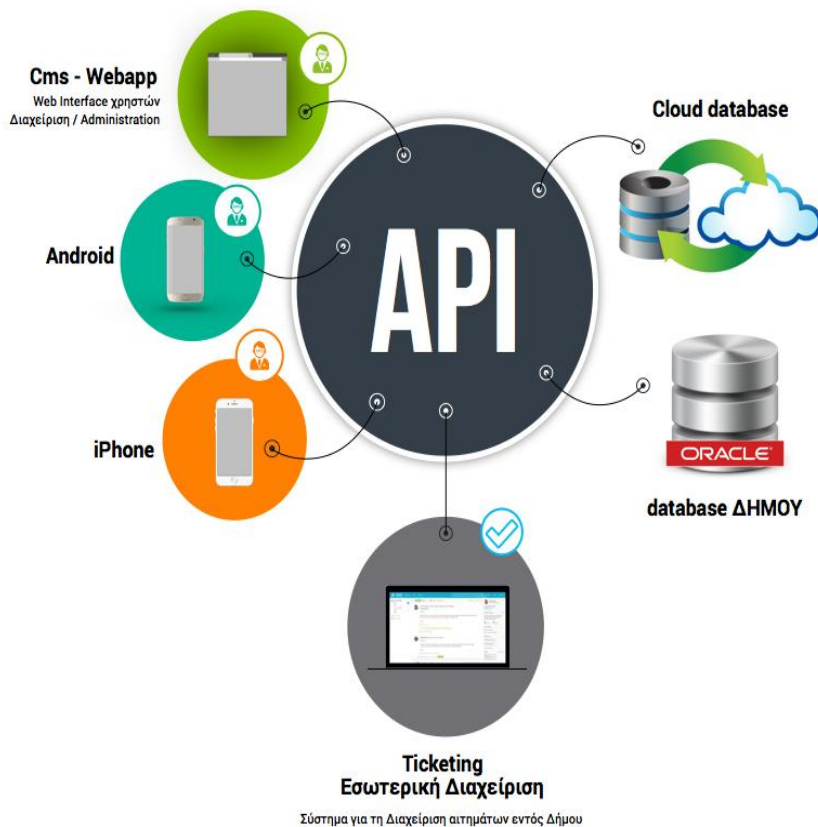 Cms - Webapp
Web Interface χρηστών
Διαχείριση / Administration
Android
iPhone
API
Cloud database
ORACLE
database ΔΗΜΟΥ
Ticketing
Εσωτερική Διαχείριση
Σύστημα για τη Διαχείριση αιτημάτων εντός Δήμου